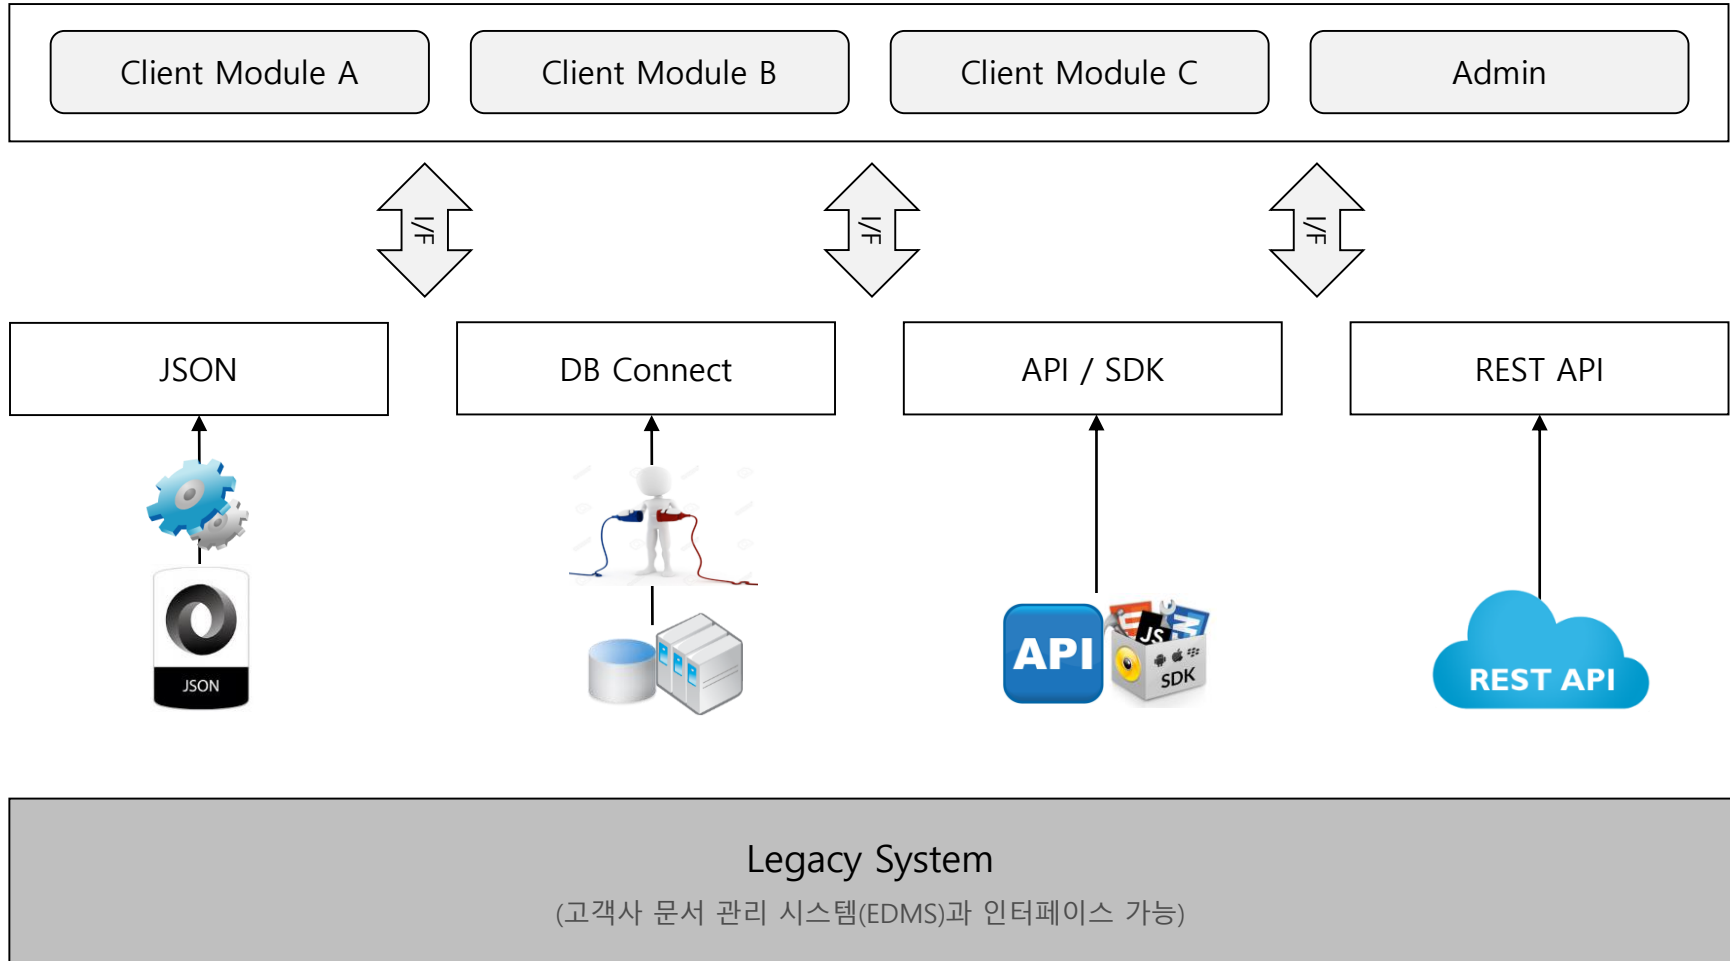 Client Module A
Client Module B
Client Module C
Admin
I/F
I/F
I/F
JSON
DB Connect
API / SDK
REST API
JSON
API
JS
SDK
REST API
Legacy System
(고객사 문서 관리 시스템(EDMS)과 인터페이스 가능)